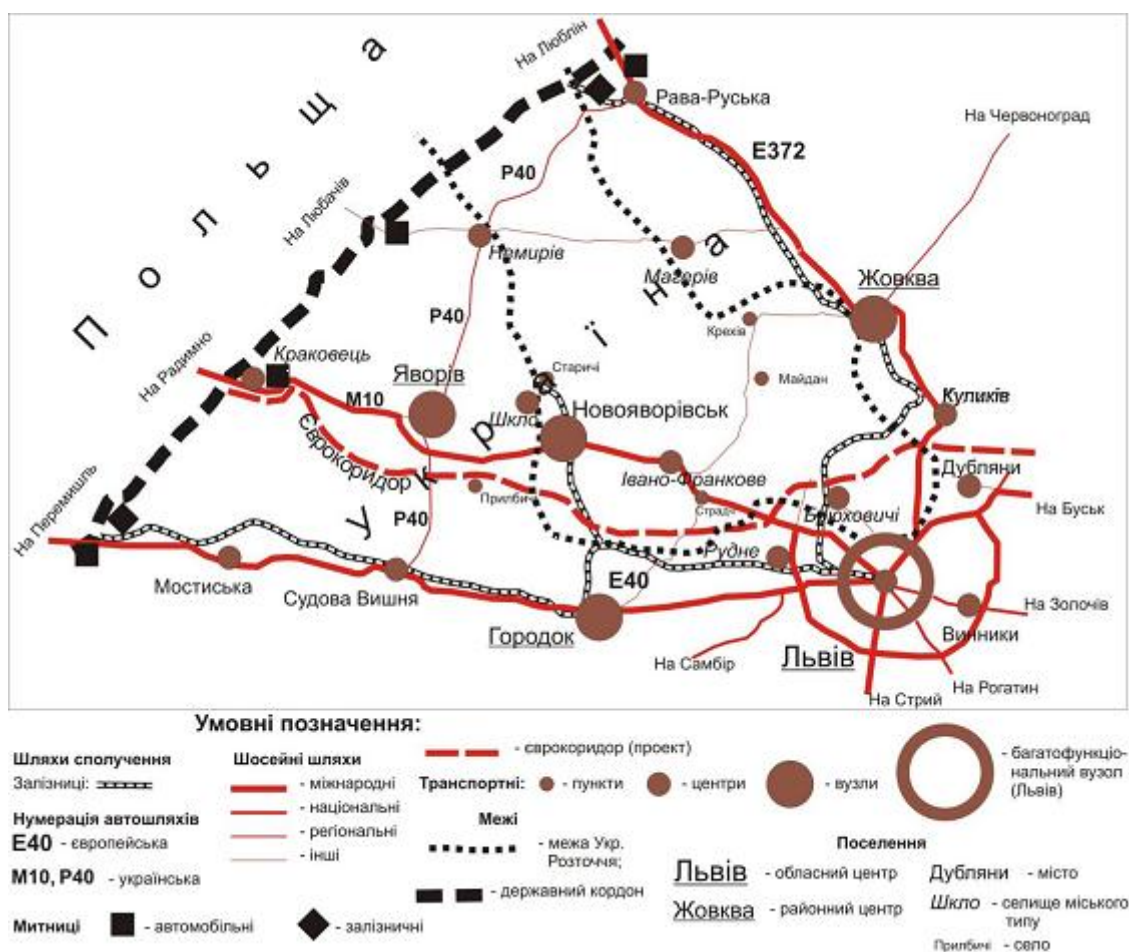 Польща
Україна
На Люблін
Рава-Руська
На Червоноград
E372
P40
На Любачів
Немирів
Магерів
Жовква
P40
Крехів
На Радимно
Краковець
Яворів
Старичі
Майдан
M10
Шкло
Новояворівськ
Куликів
Єврокоридор
Івано-Франкове
Дубляни
На Перемишль
Прилбичі
Страдч
Брюховичі
На Буськ
P40
Рудне
Мостиська
Судова Вишня
E40
На Золочів
Городок
Винники
На Самбір
Львів
На Рогатин
На Стрий
Умовні позначення:
Шляхи сполучення
Залізниці:
Нумерація автошляхів
E40 - європейська
M10, P40 - українська
Митниці - автомобільні - залізничні
Шосейні шляхи
- міжнародні
- національні
- регіональні
- інші
- єврокоридор (проект)
Транспортні: - пункти - центри - вузли
- багатофункціо-
нальний вузол
(Львів)
Межі
- межа Укр.
Розточчя;
- державний кордон
Поселення
Львів - обласний центр
Жовква - районний центр
Дубляни - місто
Шкло - селище міського
типу
Прилбичі - село